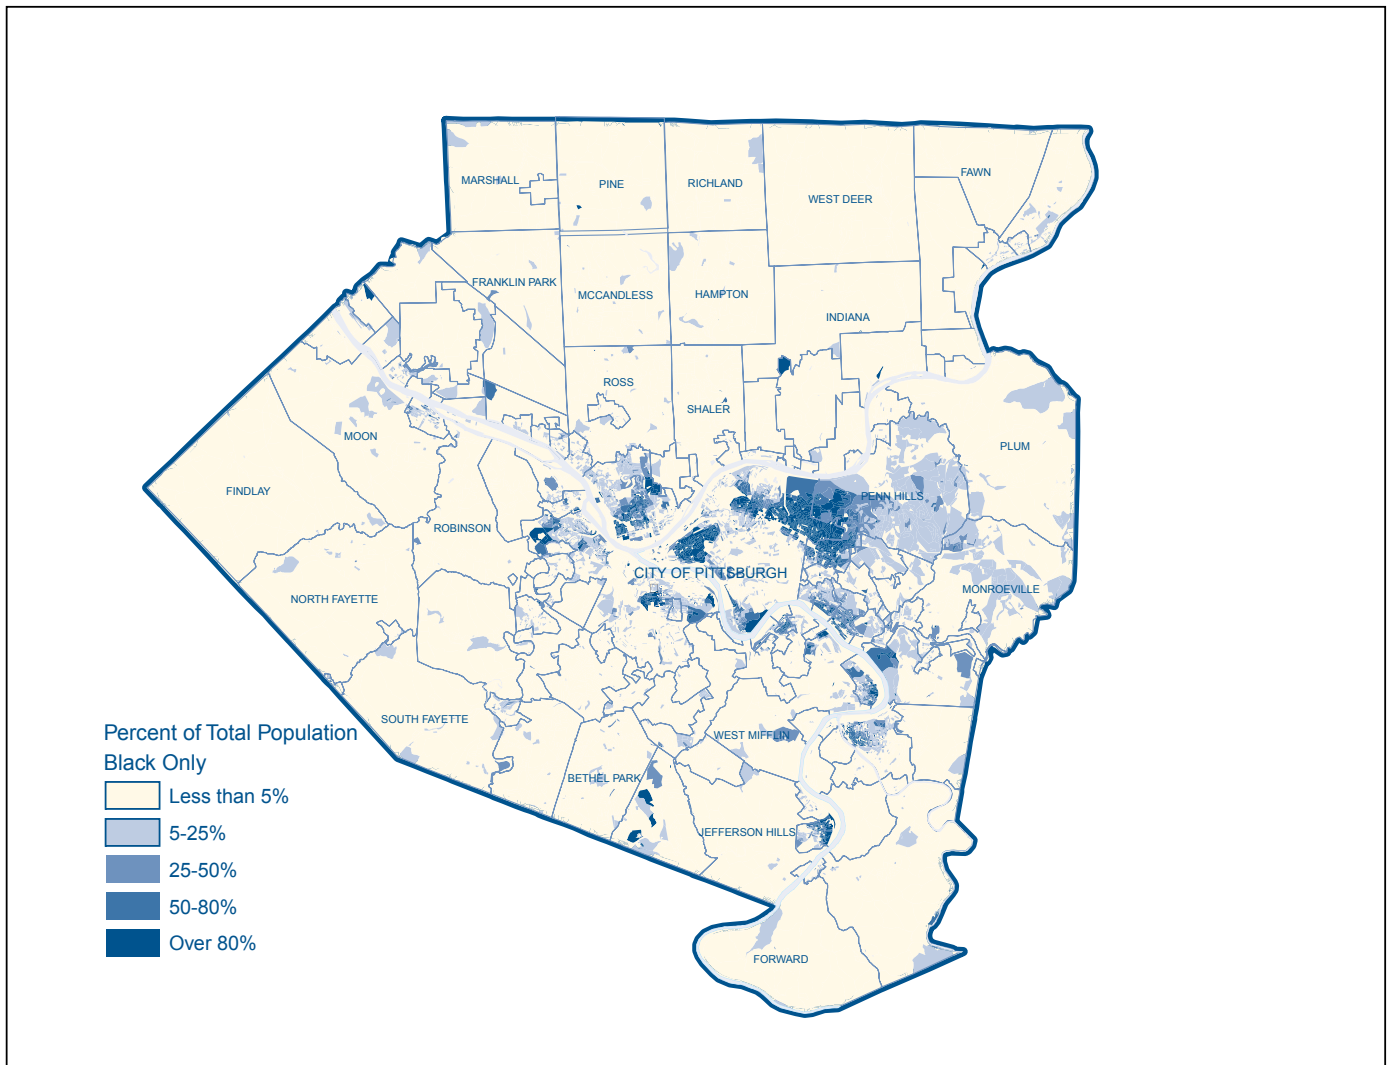 FAWN
MARSHALL
PINE
RICHLAND
WEST DEER
FRANKLIN PARK
MCCANDLESS
HAMPTON
INDIANA
ROSS
SHALER
MOON
PLUM
FINDLAY
PENN HILLS
ROBINSON
CITY OF PITTSBURGH
NORTH FAYETTE
MONROEVILLE
SOUTH FAYETTE
WEST MIFFLIN
BETHEL PARK
JEFFERSON HILLS
FORWARD
Percent of Total Population
Black Only
Less than 5%
5-25%
25-50%
50-80%
Over 80%